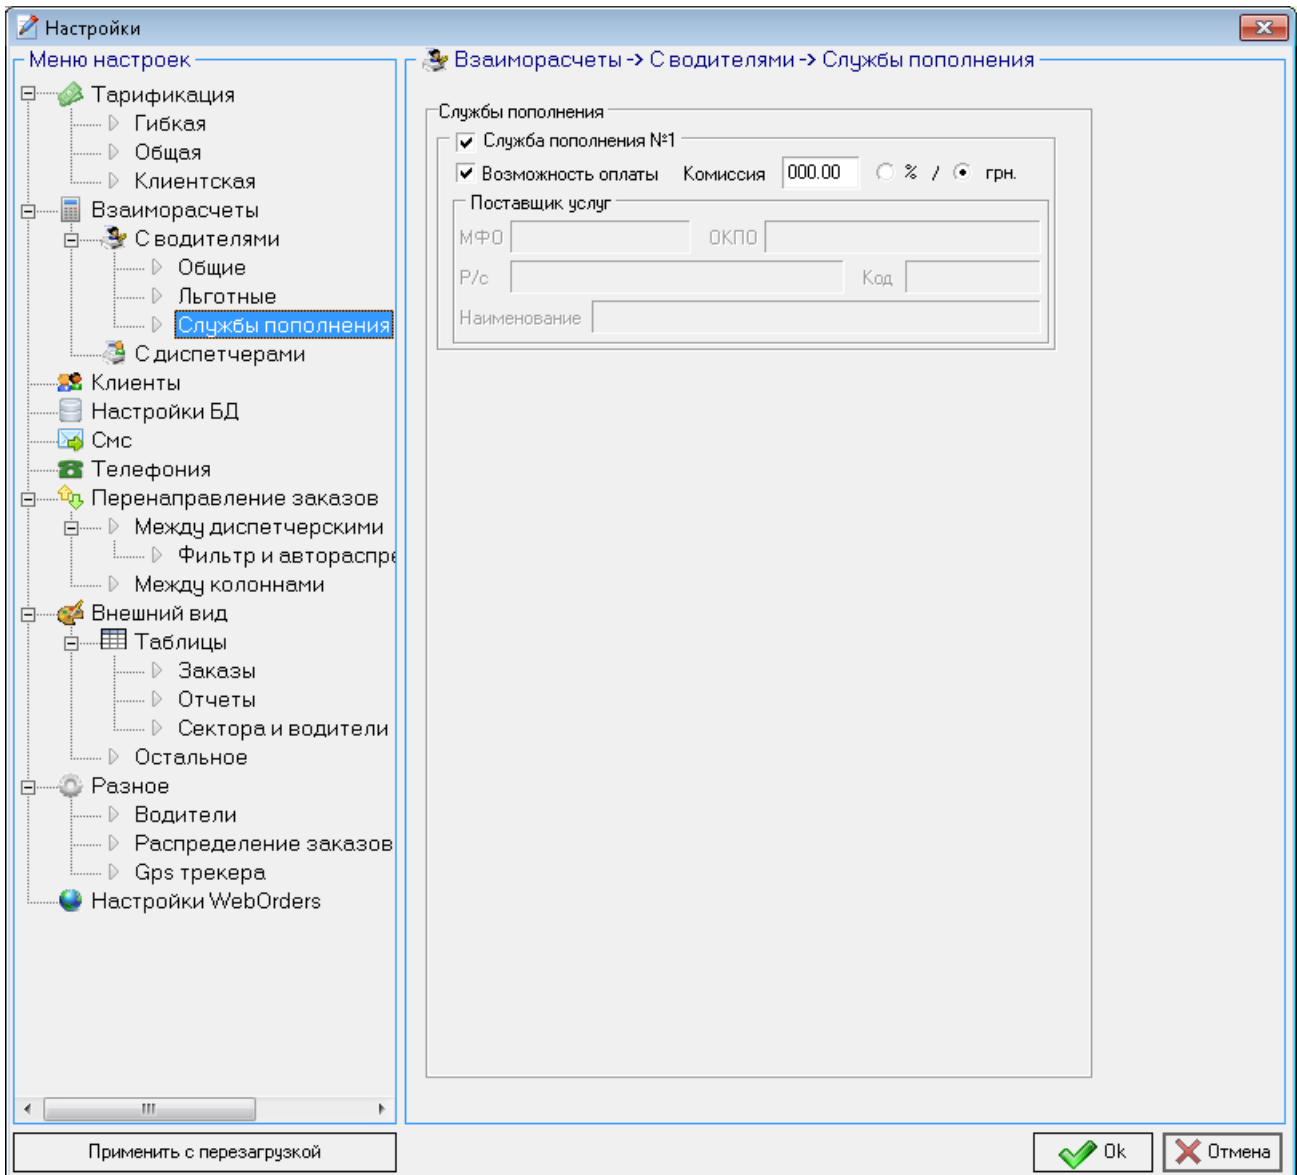 Настройки
Меню настроек
Тарификация
Гибкая
Общая
Клиентская
Взаиморасчеты
С водителями
Общие
Льготные
Службы пополнения
С диспетчерами
Клиенты
Настройки БД
Смс
Телефония
Перенаправление заказов
Между диспетчерскими
Фильтр и автораспре
Между колоннами
Внешний вид
Таблицы
Заказы
Отчеты
Сектора и водители
Остальное
Разное
Водители
Распределение заказов
Gps трекера
Настройки WebOrders
Применить с перезагрузкой
Взаиморасчеты -> С водителями -> Службы пополнения
Службы пополнения
Служба пополнения №1
Возможность оплаты Комиссия 000.00 % / грн.
Поставщик услуг
МФО ОКПО
Р/с Код
Наименование
Ok Отмена